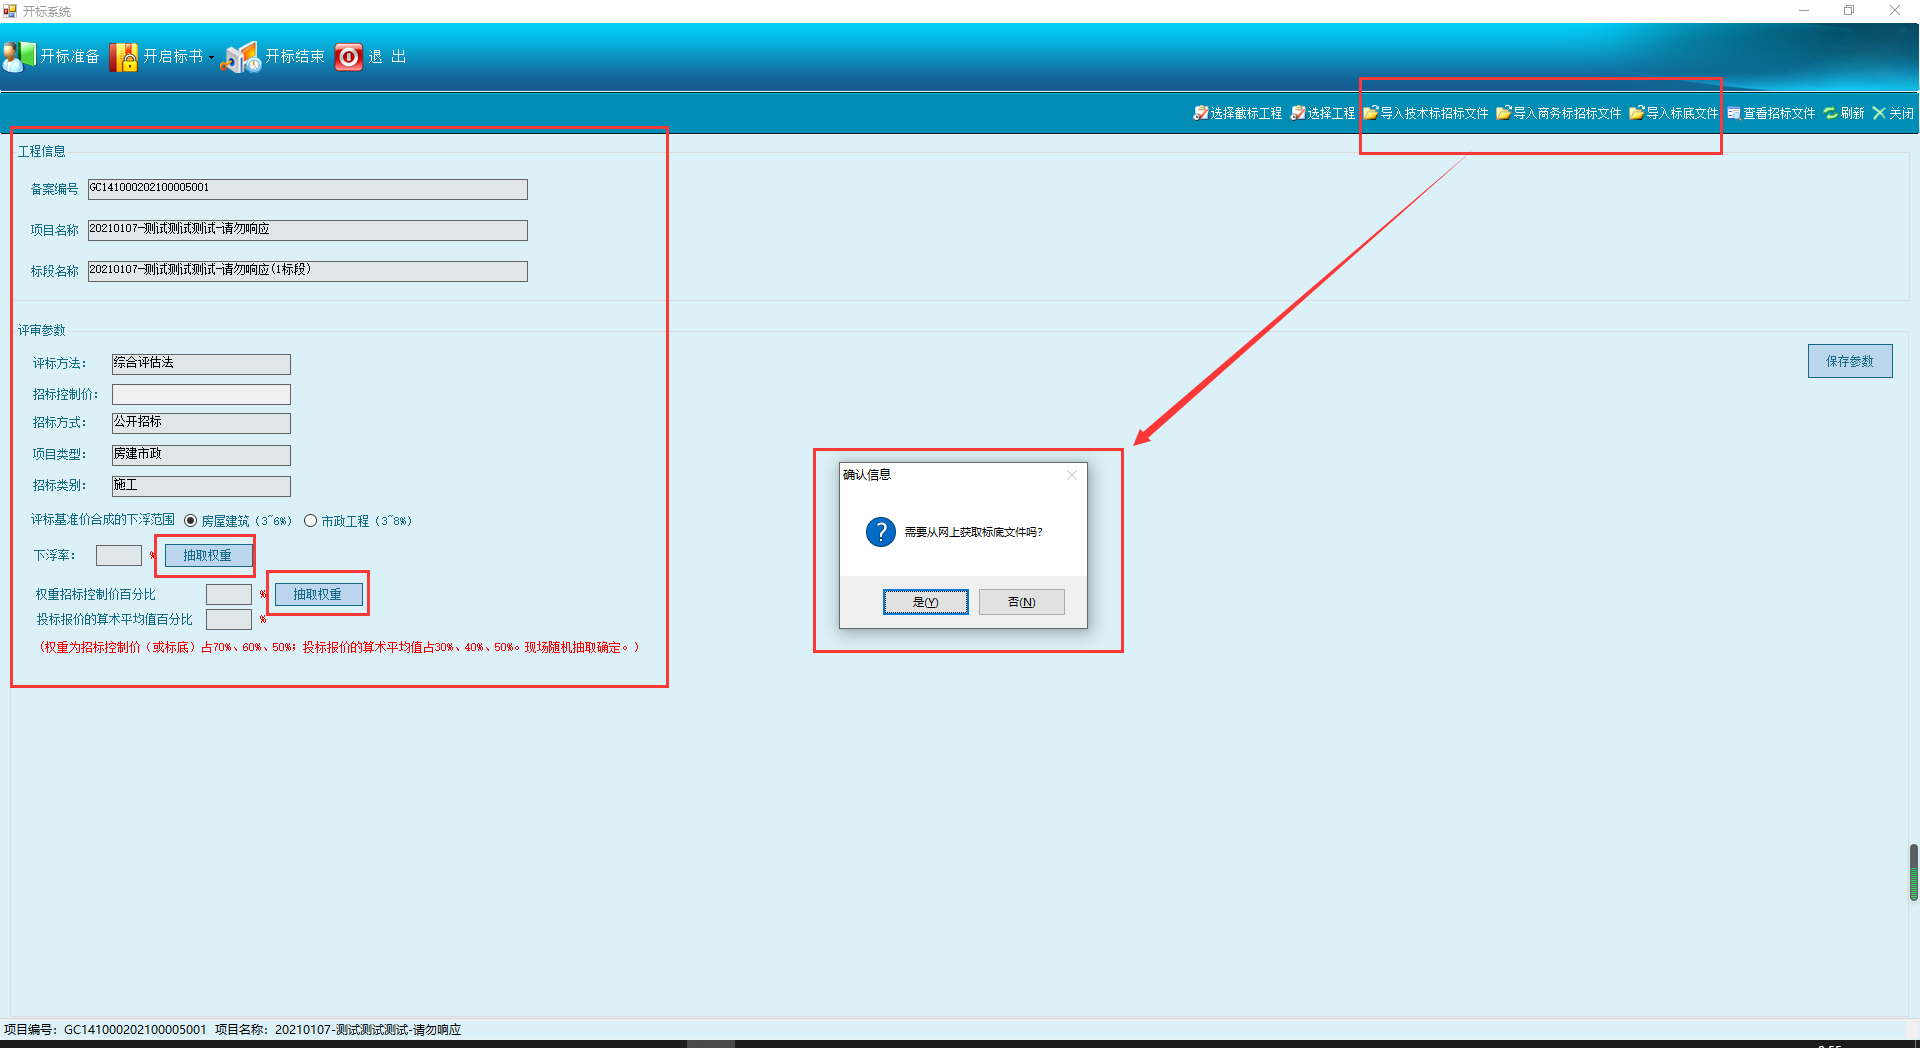 开标系统
开标准备 开启标书 开标结束 退 出
选择截标工程 选择工程 导入技术标招标文件 导入商务标招标文件 导入标底文件 查看招标文件 刷新 关闭
工程信息
备案编号 GC141000202100005001
项目名称 20210107-测试测试测试-请勿响应
标段名称 20210107-测试测试测试-请勿响应(1标段)
评审参数
评标方法： 综合评估法
保存参数
招标控制价：
招标方式： 公开招标
项目类型： 房建市政
招标类别： 施工
评标基准价合成的下浮范围 房屋建筑（3~6%） 市政工程（3~8%）
下浮率： % 抽取权重
权重招标控制价百分比 % 抽取权重
投标报价的算术平均值百分比 %
（权重为招标控制价（或标底）占70%、60%、50%；投标报价的算术平均值占30%、40%、50%。现场随机抽取确定。）
确认信息
需要从网上获取标底文件吗?
是(Y) 否(N)
项目编号： GC141000202100005001 项目名称： 20210107-测试测试测试-请勿响应